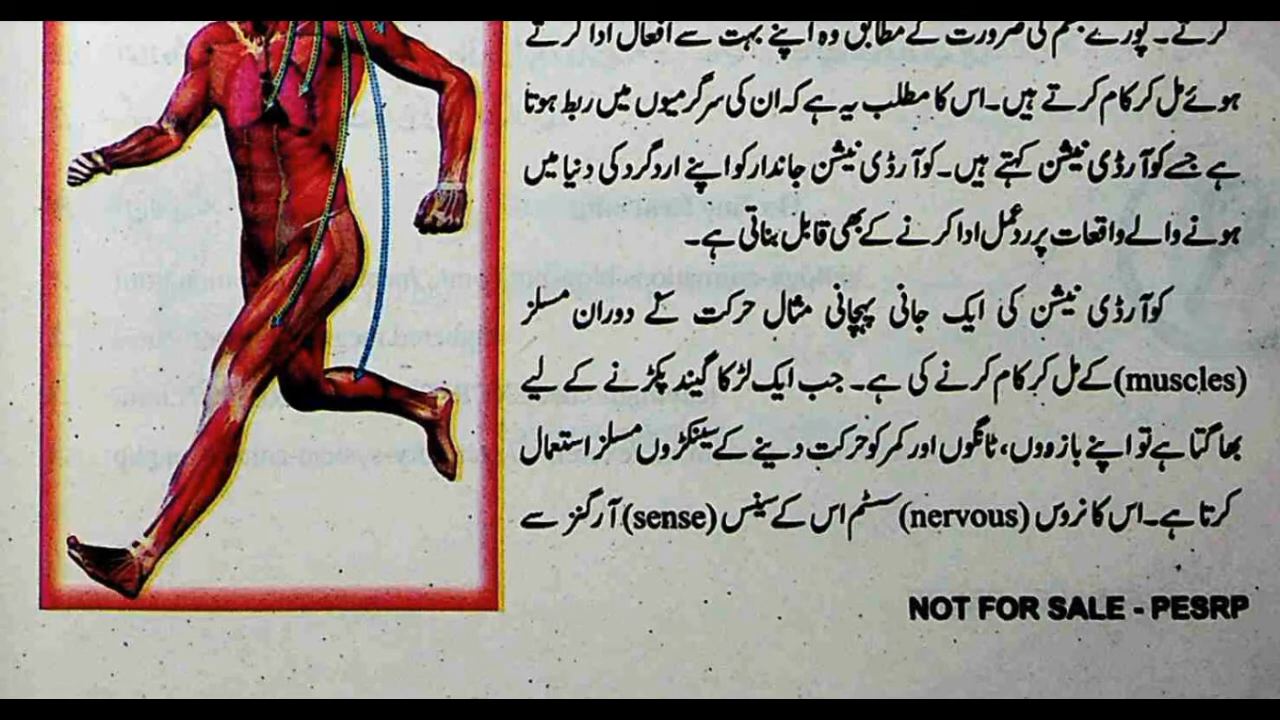 کرتے۔ پورے جسم کی ضرورت کے مطابق وہ اپنے بہت سے افعال ادا کرتے
ہوئے مل کر کام کرتے ہیں۔ اس کا مطلب یہ ہے کہ ان کی سرگرمیوں میں ربط ہوتا
ہے جسے کوآرڈی نیشن کہتے ہیں۔ کوآرڈی نیشن جاندار کو اپنے اردگرد کی دنیا میں
ہونے والے واقعات پر ردعمل ادا کرنے کے بھی قابل بناتی ہے۔
کوآرڈی نیشن کی ایک جانی پہچانی مثال حرکت کے دوران مسلز
(muscles) کے مل کر کام کرنے کی ہے۔ جب ایک لڑکا گیند پکڑنے کے لیے
بھاگتا ہے تو اپنے بازووں، ٹانگوں اور کمر کو حرکت دینے کے سینکڑوں مسلز استعمال
کرتا ہے۔ اس کا نروس (nervous) سسٹم اس کے سینس (sense) آرگنز سے
NOT FOR SALE - PESRP